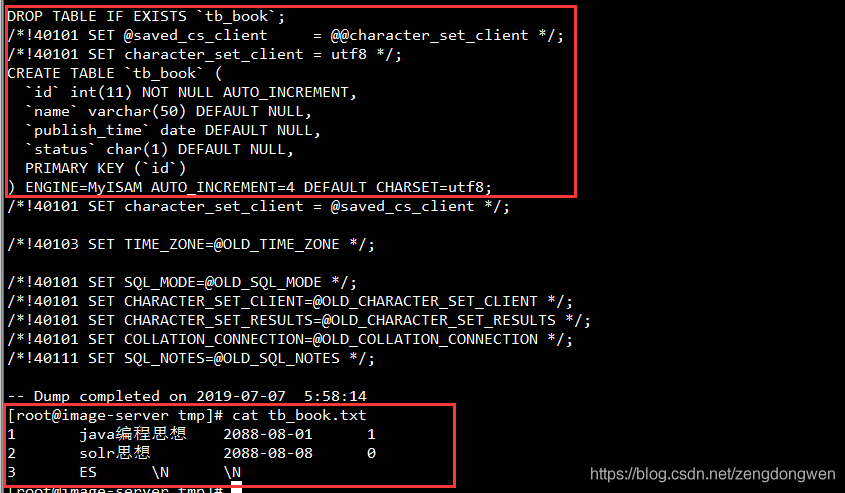 DROP TABLE IF EXISTS `tb_book`;
/*!40101 SET @saved_cs_client     = @@character_set_client */;
/*!40101 SET character_set_client = utf8 */;
CREATE TABLE `tb_book` (
  `id` int(11) NOT NULL AUTO_INCREMENT,
  `name` varchar(50) DEFAULT NULL,
  `publish_time` date DEFAULT NULL,
  `status` char(1) DEFAULT NULL,
  PRIMARY KEY (`id`)
) ENGINE=MyISAM AUTO_INCREMENT=4 DEFAULT CHARSET=utf8;
/*!40101 SET character_set_client = @saved_cs_client */;
/*!40103 SET TIME_ZONE=@OLD_TIME_ZONE */;
/*!40101 SET SQL_MODE=@OLD_SQL_MODE */;
/*!40101 SET CHARACTER_SET_CLIENT=@OLD_CHARACTER_SET_CLIENT */;
/*!40101 SET CHARACTER_SET_RESULTS=@OLD_CHARACTER_SET_RESULTS */;
/*!40101 SET COLLATION_CONNECTION=@OLD_COLLATION_CONNECTION */;
/*!40111 SET SQL_NOTES=@OLD_SQL_NOTES */;
-- Dump completed on 2019-07-07  5:58:14
[root@image-server tmp]# cat tb_book.txt
1       java编程思想    2088-08-01      1
2       solr思想        2088-08-08      0
3       ES      \N      \N
[root@image-server tmp]#
https://blog.csdn.net/zengdongwen